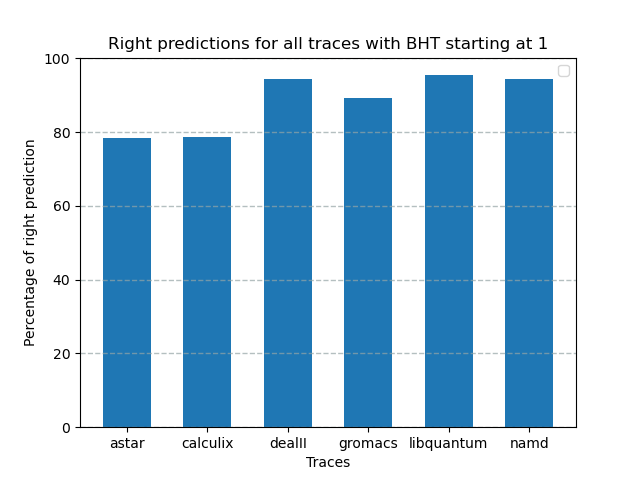 Right predictions for all traces with BHT starting at 1
Percentage of right prediction
100
80
60
40
20
0
astar calculix dealII gromacs libquantum namd
Traces